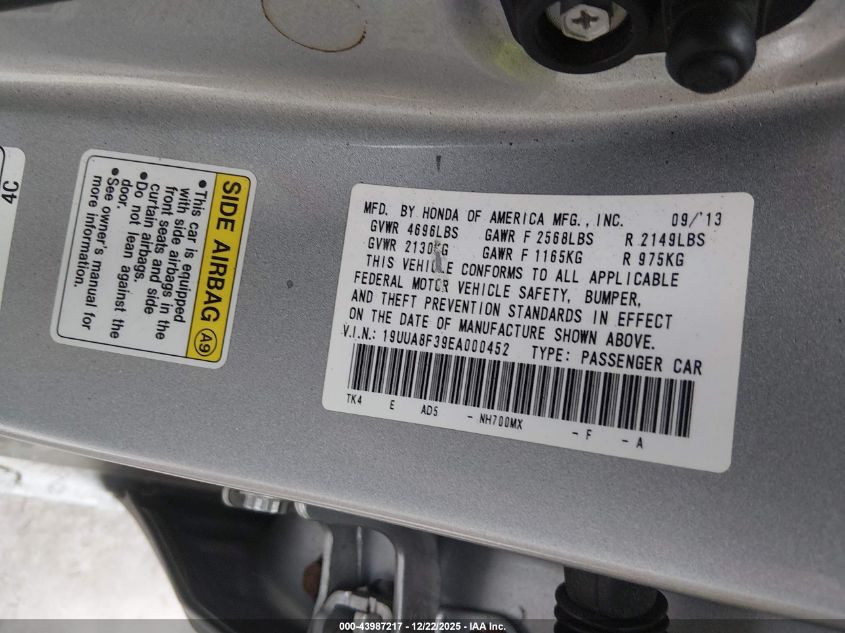 4C
SIDE AIRBAG A9
• This car is equipped
with side airbags in the
front seats and side
curtain airbags.
• Do not lean against the
door.
• See owner's manual for
more information.
MFD. BY HONDA OF AMERICA MFG., INC. 09/'13
GVWR 4696LBS GAWR F 2568LBS R 2149LBS
GVWR 2130KG GAWR F 1165KG R 975KG
THIS VEHICLE CONFORMS TO ALL APPLICABLE
FEDERAL MOTOR VEHICLE SAFETY, BUMPER,
AND THEFT PREVENTION STANDARDS IN EFFECT
ON THE DATE OF MANUFACTURE SHOWN ABOVE.
V.I.N.: 19UUA8F39EA000452 TYPE: PASSENGER CAR
TK4 E AD5 - NH700MX - F - A
000-43987217 - 12/22/2025 - IAA Inc.